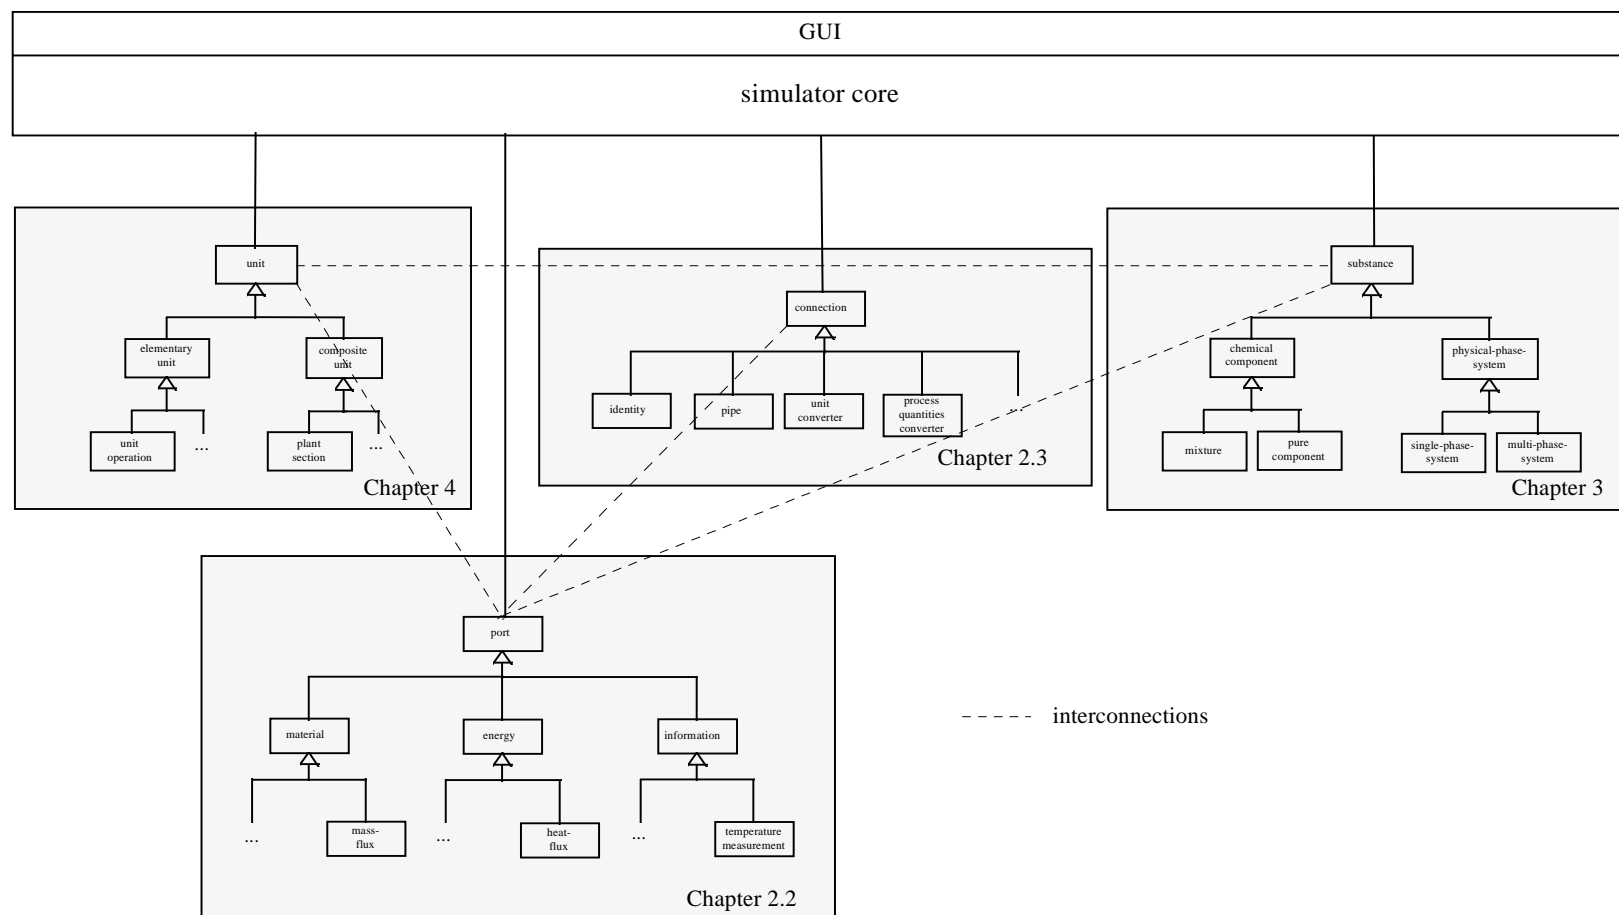 GUI
simulator core
unit
elementary
unit
composite
unit
unit
operation
...
plant
section
...
Chapter 4
connection
identity
pipe
unit
converter
process
quantities
converter
...
Chapter 2.3
substance
chemical
component
physical-phase-
system
mixture
pure
component
single-phase-
system
multi-phase-
system
Chapter 3
port
material
energy
information
...
mass-
flux
...
heat-
flux
...
temperature
measurement
Chapter 2.2
interconnections